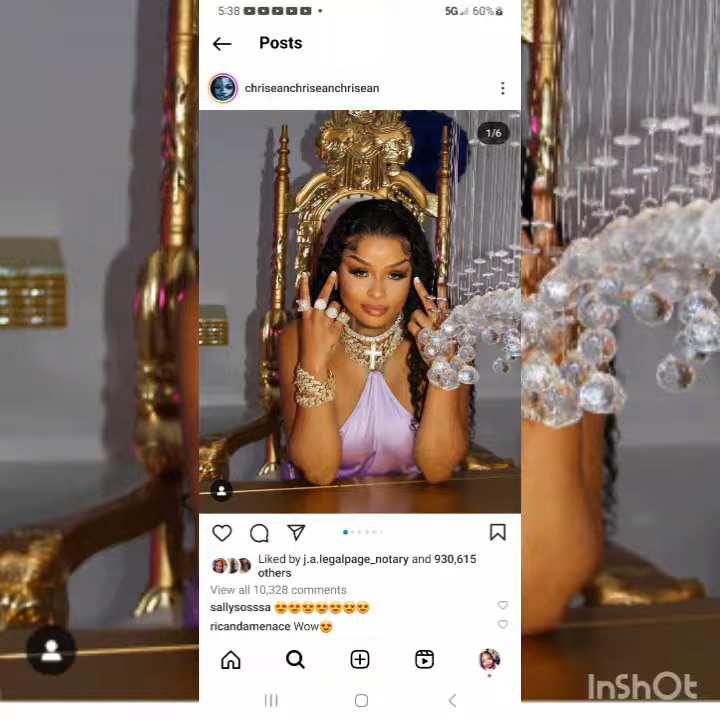 5:38
5G 60%
Posts
chriseanchriseanchrisean
1/6
Liked by j.a.legalpage_notary and 930,615
others
View all 10,328 comments
sallysosssa 😍😍😍😍😍😍😍
ricandamenace Wow😍
InShOt